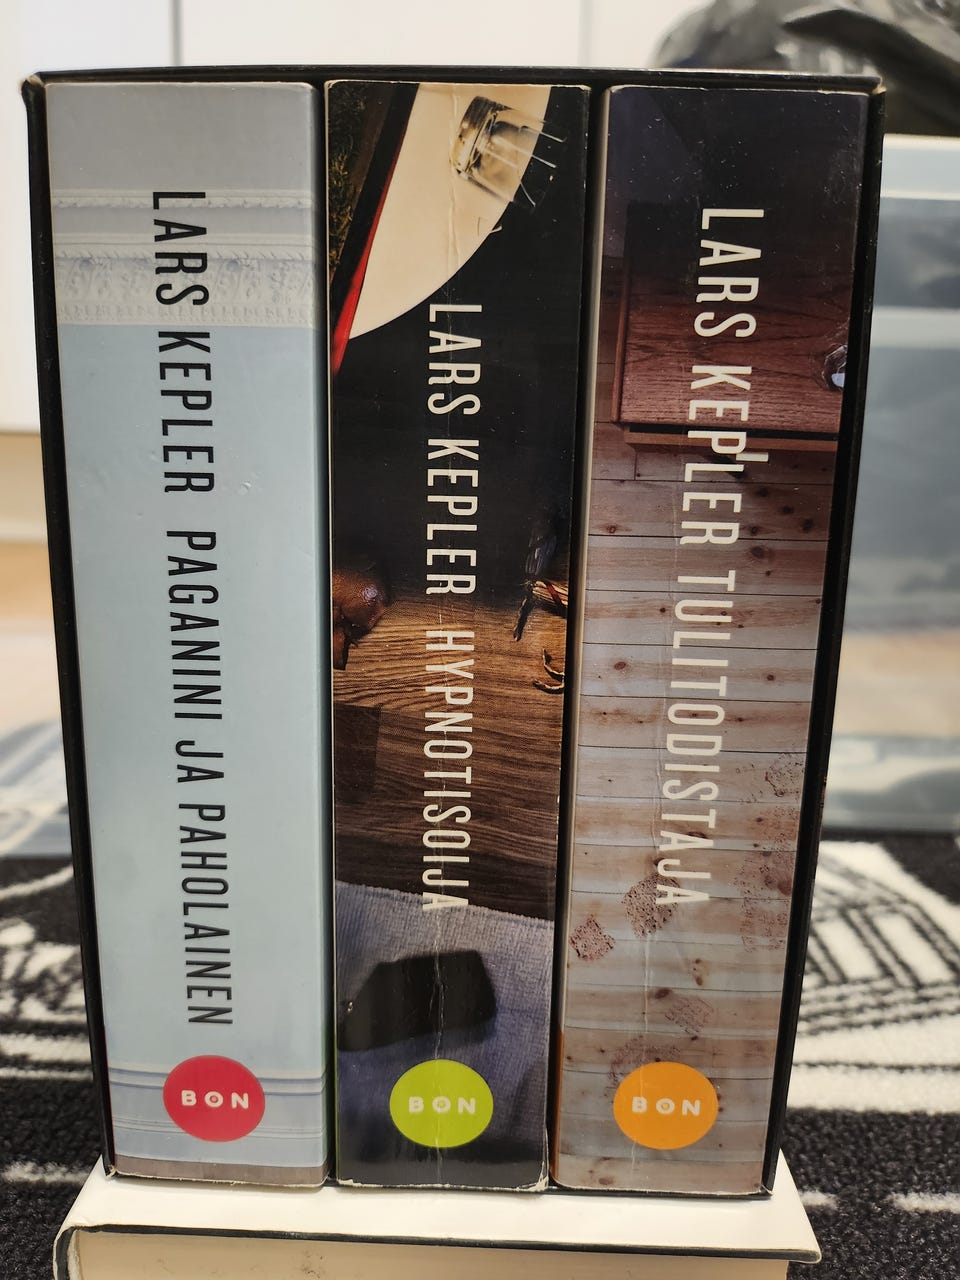 LARS KEPLER PAGANINI JA PAHOLAINEN
BON
LARS KEPLER HYPNOTISOIJA
BON
LARS KEPLER TULITODISTAJA
BON